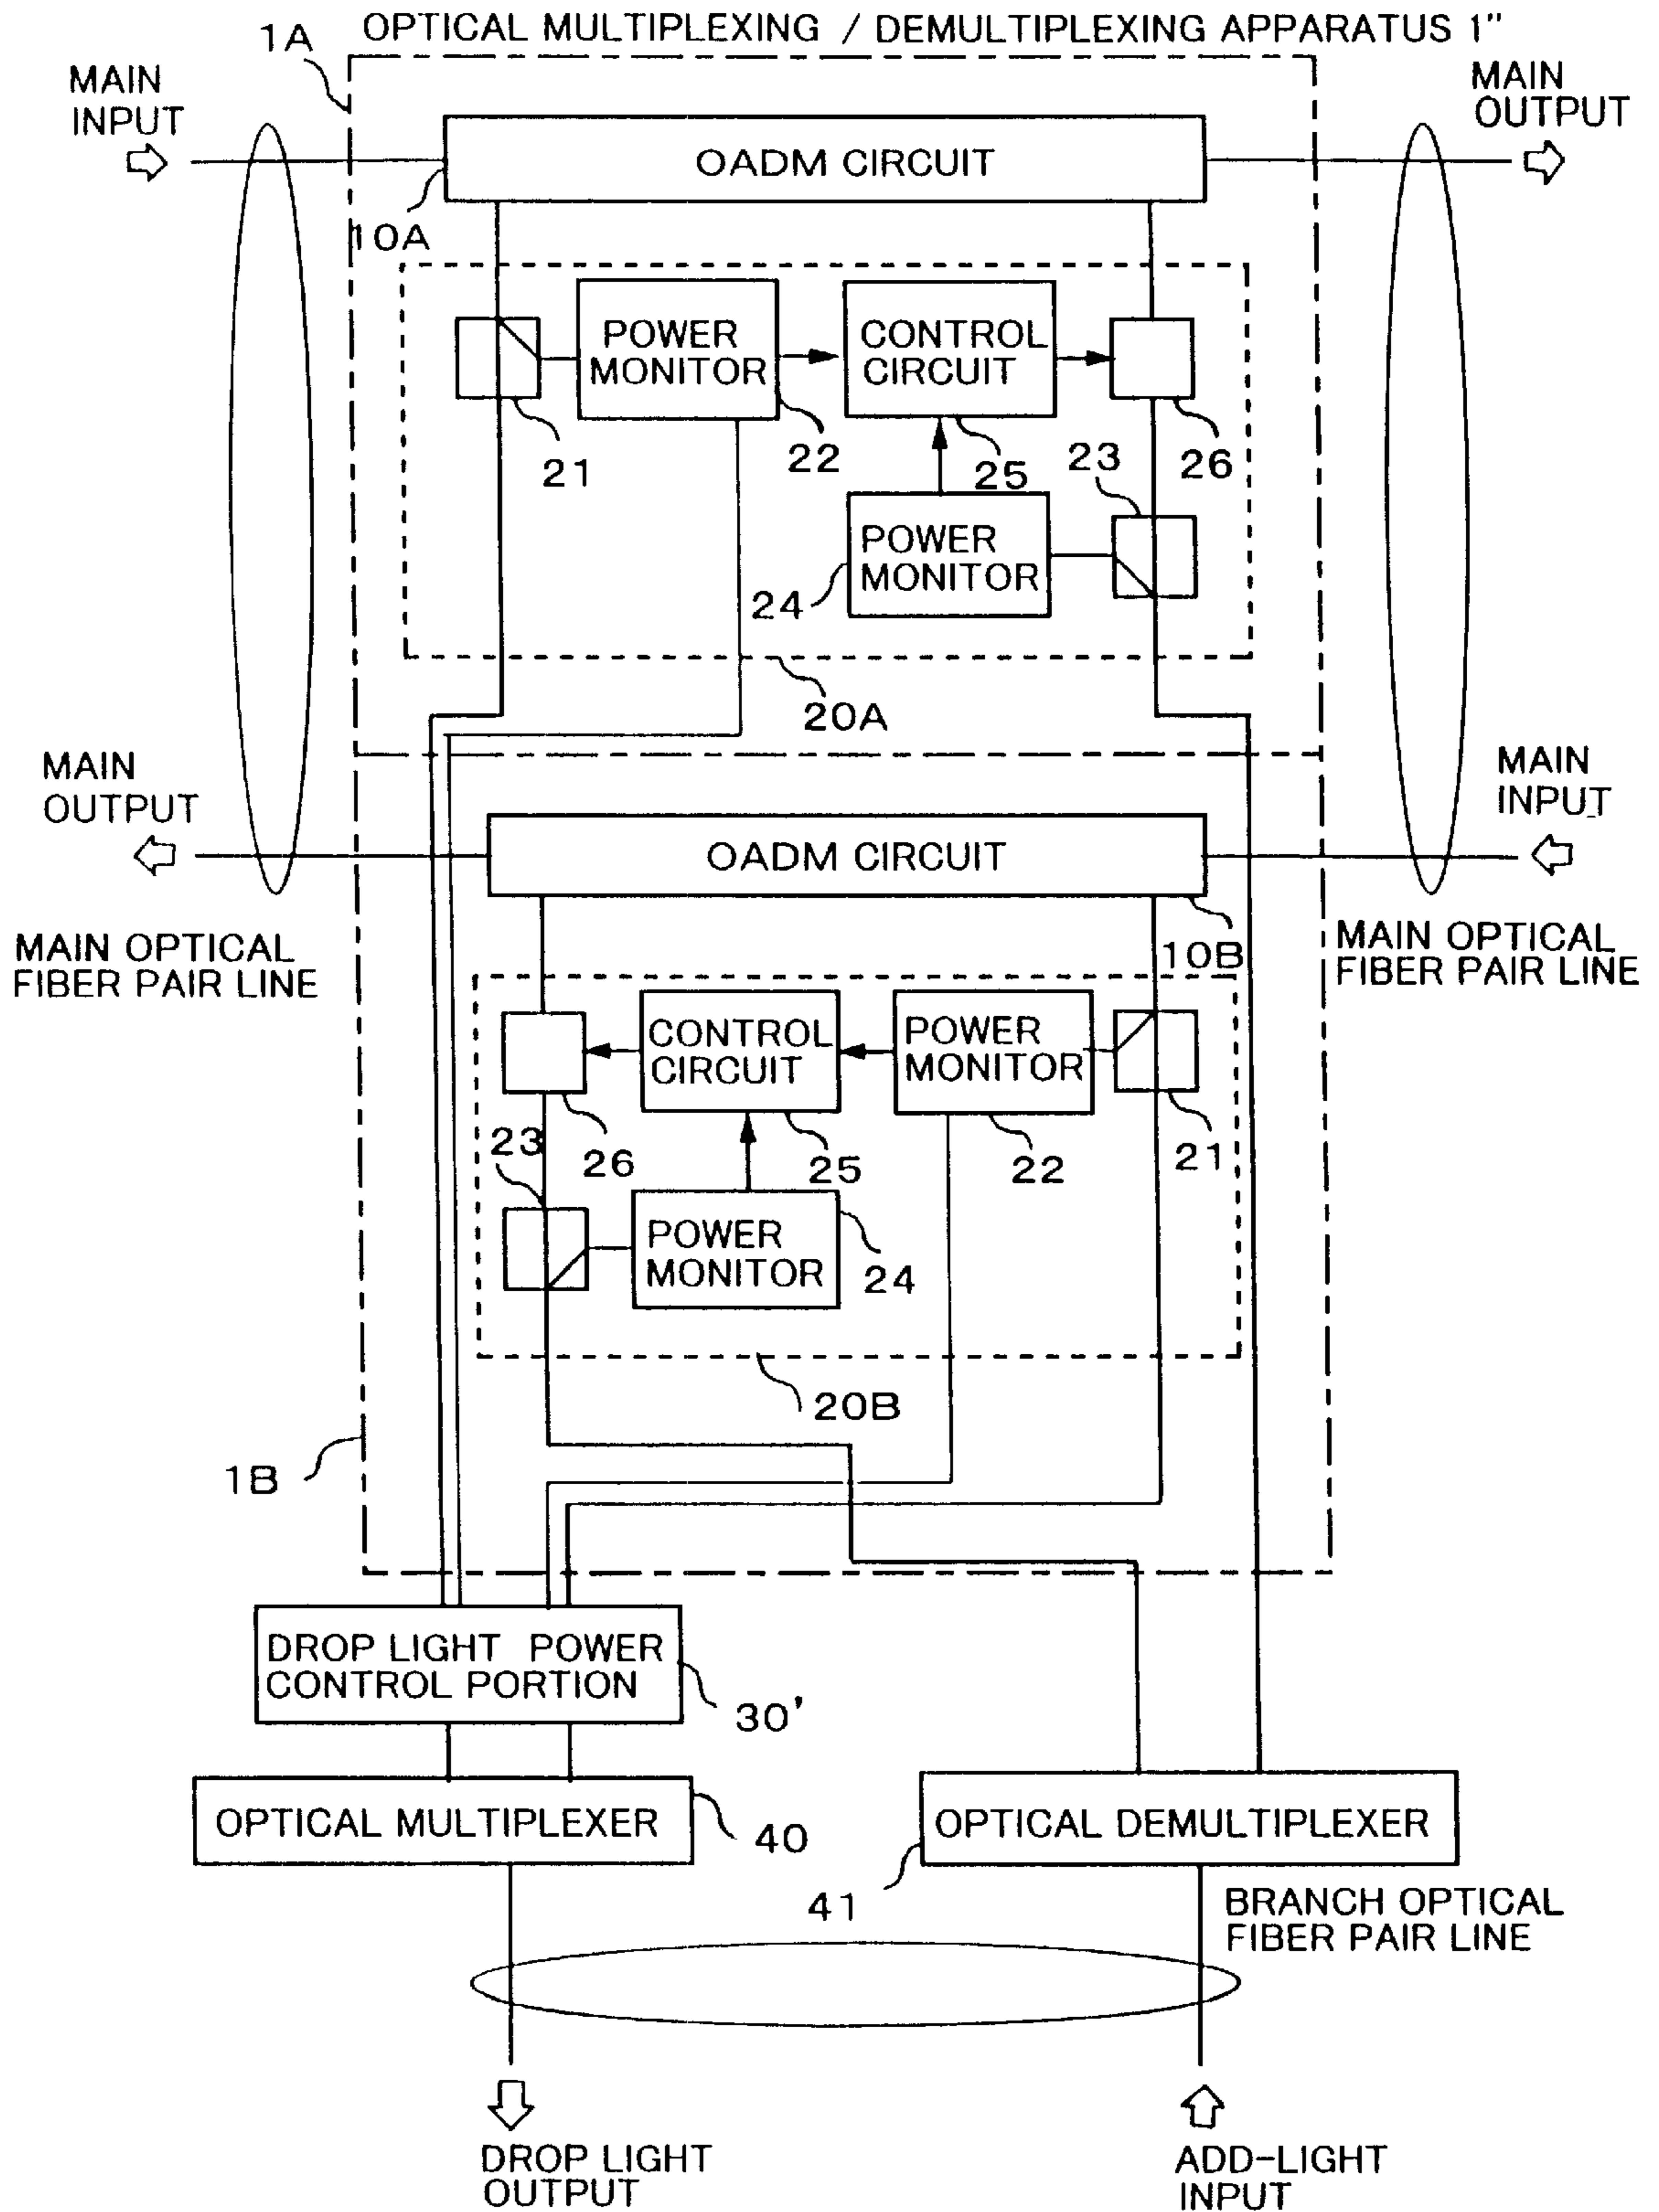 OPTICAL MULTIPLEXING / DEMULTIPLEXING APPARATUS 1"
1A
MAIN
INPUT
MAIN
OUTPUT
OADM CIRCUIT
10A
POWER
MONITOR
CONTROL
CIRCUIT
21
22
25
23
26
POWER
MONITOR
24
20A
MAIN
OUTPUT
MAIN
INPUT
OADM CIRCUIT
10B
MAIN OPTICAL
FIBER PAIR LINE
MAIN OPTICAL
FIBER PAIR LINE
CONTROL
CIRCUIT
POWER
MONITOR
23
26
25
22
21
POWER
MONITOR
24
20B
1B
DROP LIGHT POWER
CONTROL PORTION
30'
OPTICAL MULTIPLEXER
40
OPTICAL DEMULTIPLEXER
41
BRANCH OPTICAL
FIBER PAIR LINE
DROP LIGHT
OUTPUT
ADD-LIGHT
INPUT